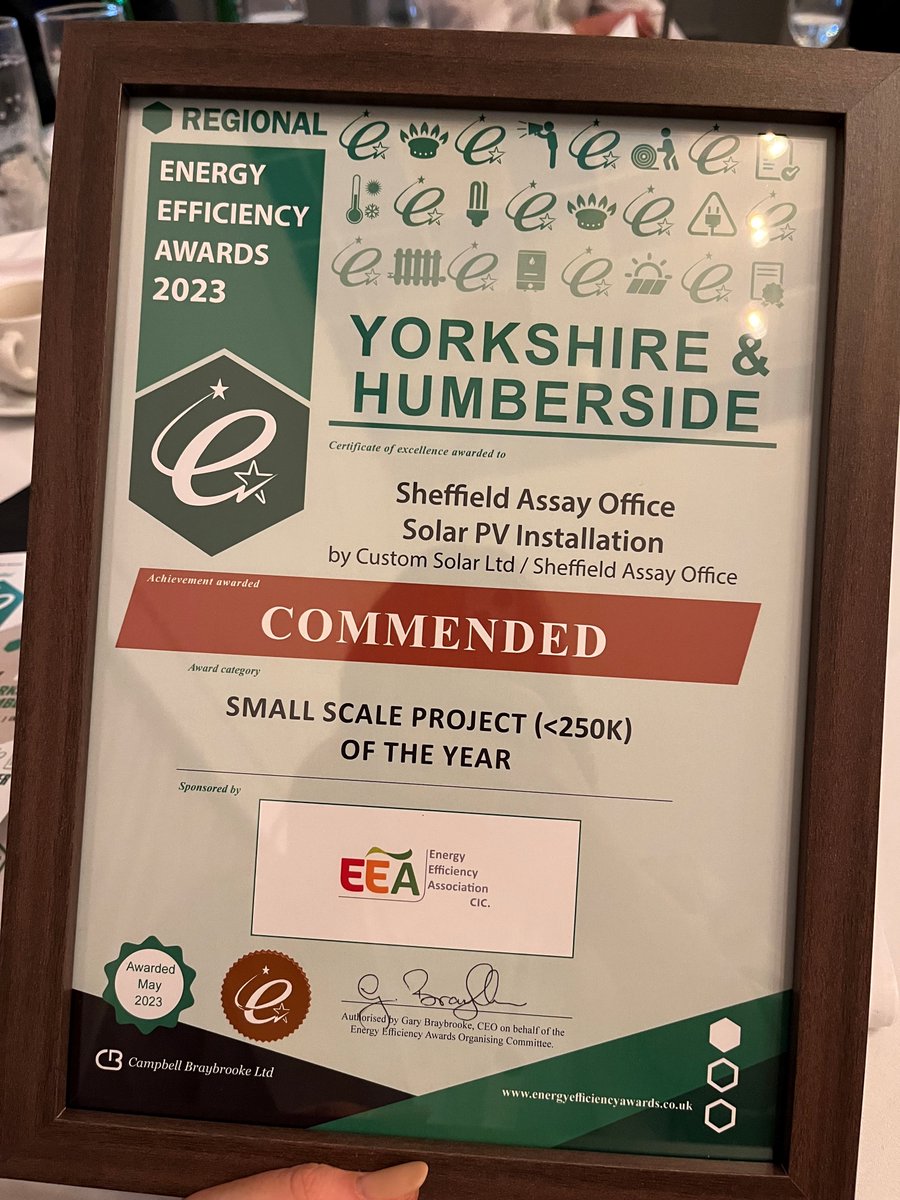 REGIONAL
ENERGY
EFFICIENCY
AWARDS
2023
YORKSHIRE &
HUMBERSIDE
Certificate of excellence awarded to
Sheffield Assay Office
Solar PV Installation
by Custom Solar Ltd / Sheffield Assay Office
Achievement awarded
COMMENDED
Award category
SMALL SCALE PROJECT (<250K)
OF THE YEAR
Sponsored by
EEA
Energy
Efficiency
Association
CIC.
Awarded
May
2023
Authorised by Gary Braybrooke, CEO on behalf of the
Energy Efficiency Awards Organising Committee.
Campbell Braybrooke Ltd
www.energyefficiencyawards.co.uk